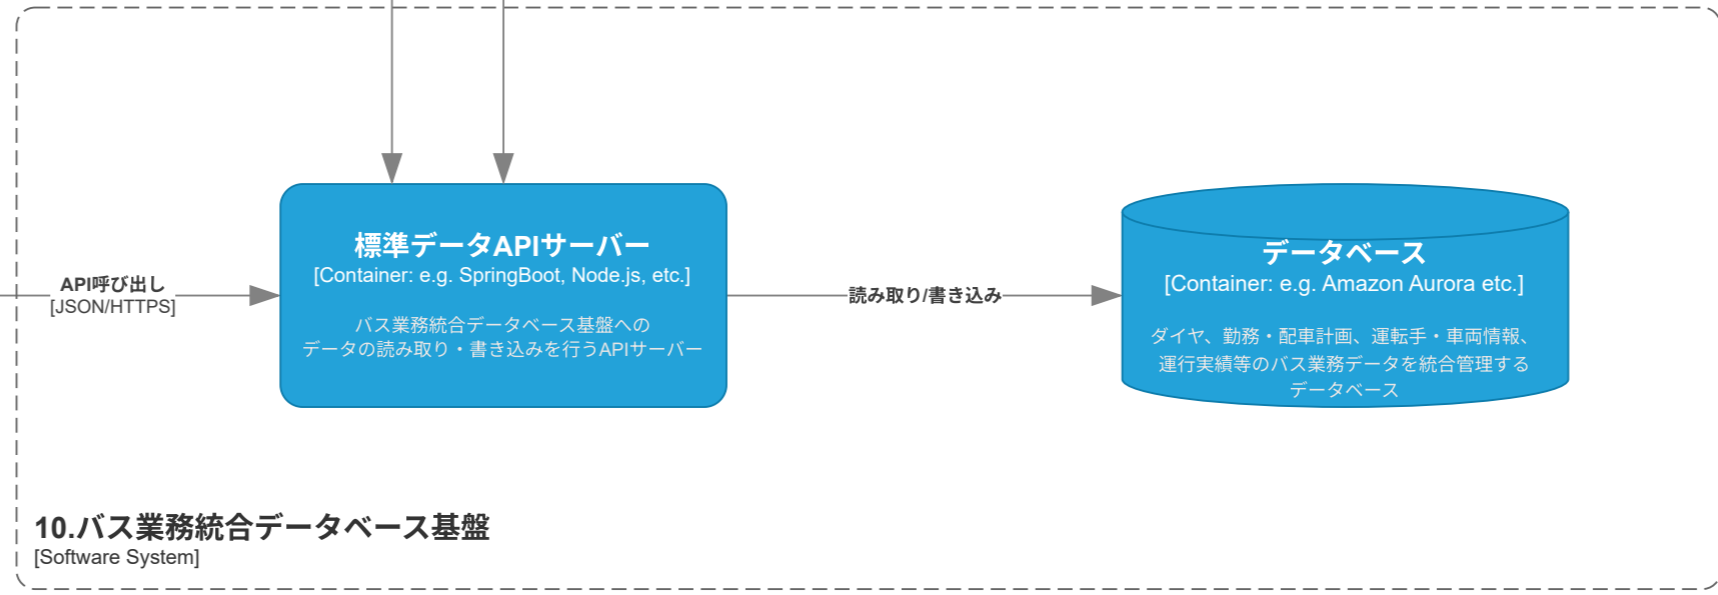 標準データAPIサーバー
[Container: e.g. SpringBoot, Node.js, etc.]
バス業務統合データベース基盤への
データの読み取り・書き込みを行うAPIサーバー
データベース
[Container: e.g. Amazon Aurora etc.]
ダイヤ、勤務・配車計画、運転手・車両情報、
運行実績等のバス業務データを統合管理する
データベース
API呼び出し
[JSON/HTTPS]
読み取り/書き込み
10.バス業務統合データベース基盤
[Software System]